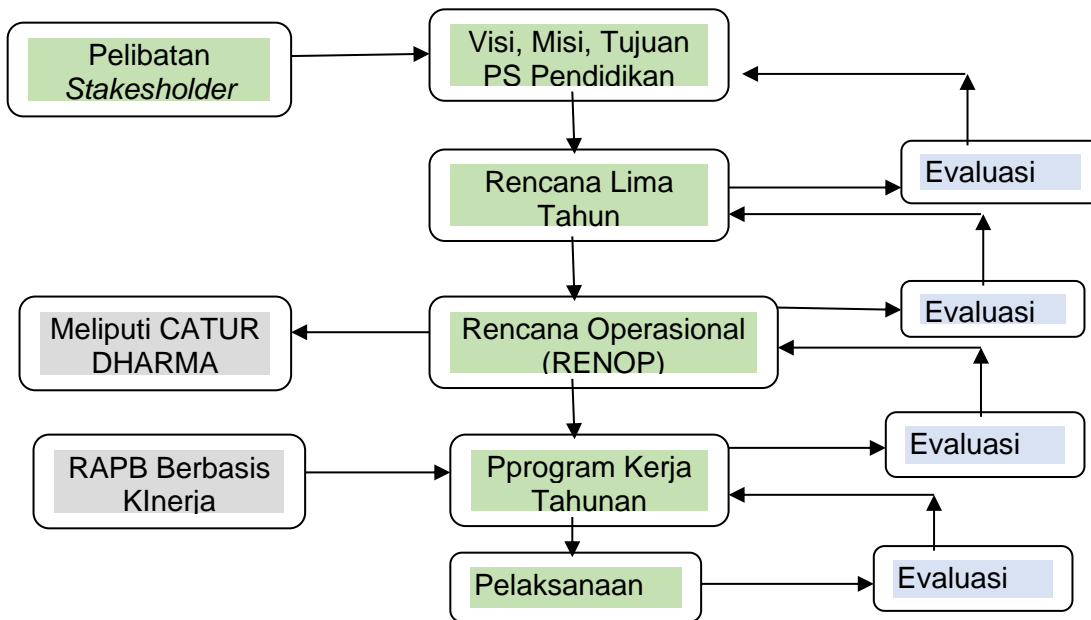 Pelibatan
Stakesholder
Visi, Misi, Tujuan
PS Pendidikan
Evaluasi
Rencana Lima
Tahun
Evaluasi
Meliputi CATUR
DHARMA
Rencana Operasional
(RENOP)
Evaluasi
RAPB Berbasis
KInerja
Pprogram Kerja
Tahunan
Evaluasi
Pelaksanaan